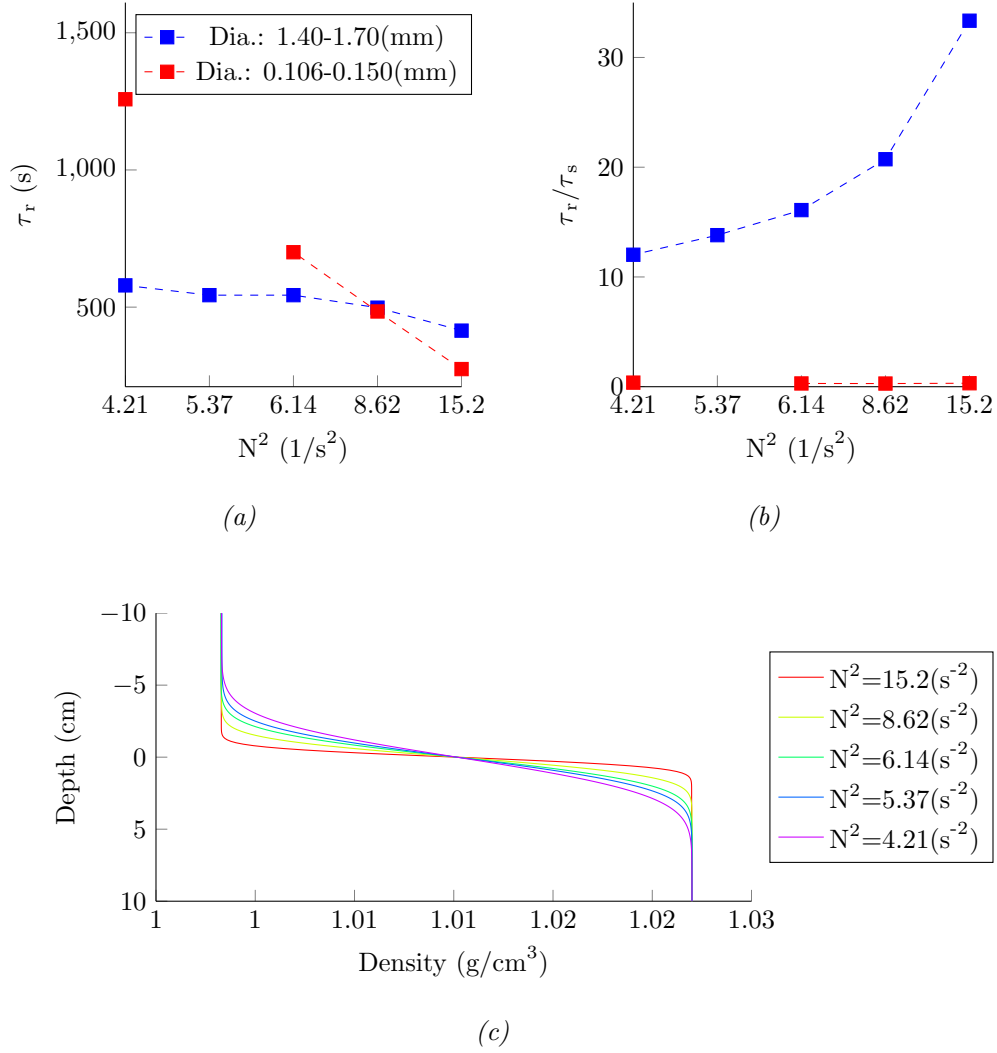 1,500
1,000
500
τr (s)
4.21 5.37 6.14 8.62 15.2
N² (1/s²)
Dia.: 1.40-1.70(mm)
Dia.: 0.106-0.150(mm)
(a)
30
20
10
0
τr/τs
4.21 5.37 6.14 8.62 15.2
N² (1/s²)
(b)
−10
−5
0
5
10
Depth (cm)
1 1 1.01 1.01 1.02 1.02 1.03
Density (g/cm³)
N²=15.2(s⁻²)
N²=8.62(s⁻²)
N²=6.14(s⁻²)
N²=5.37(s⁻²)
N²=4.21(s⁻²)
(c)